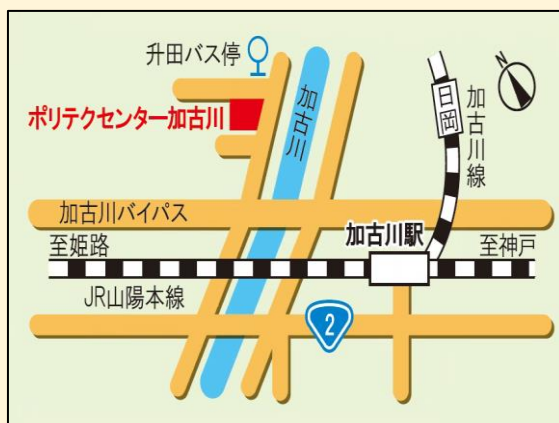 升田バス停
N
ポリテクセンター加古川
加古川
日岡
加古川線
加古川バイパス
至姫路
加古川駅
至神戸
JR山陽本線
2